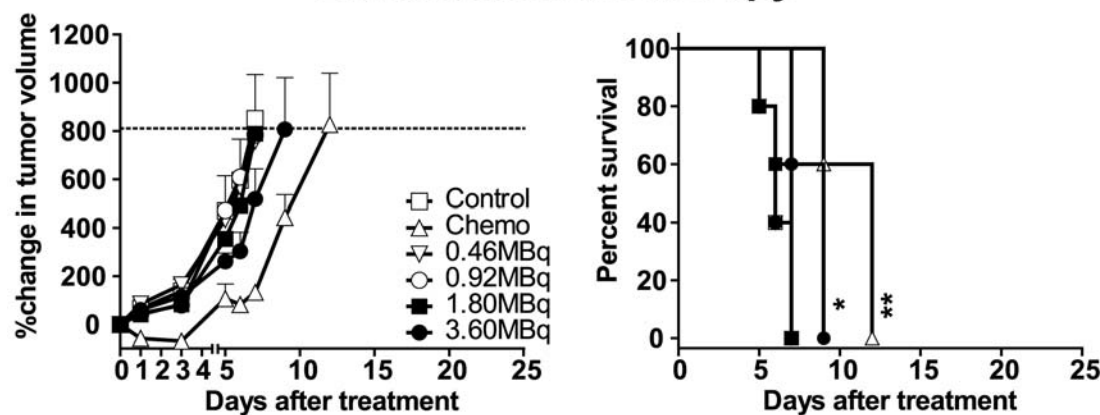 %change in tumor volume
1200
1000
800
600
400
200
0
0 1 2 3 4 5 10 15 20 25
Days after treatment
Control
Chemo
0.46MBq
0.92MBq
1.80MBq
3.60MBq
Percent survival
100
80
60
40
20
0
* **
0 5 10 15 20 25
Days after treatment